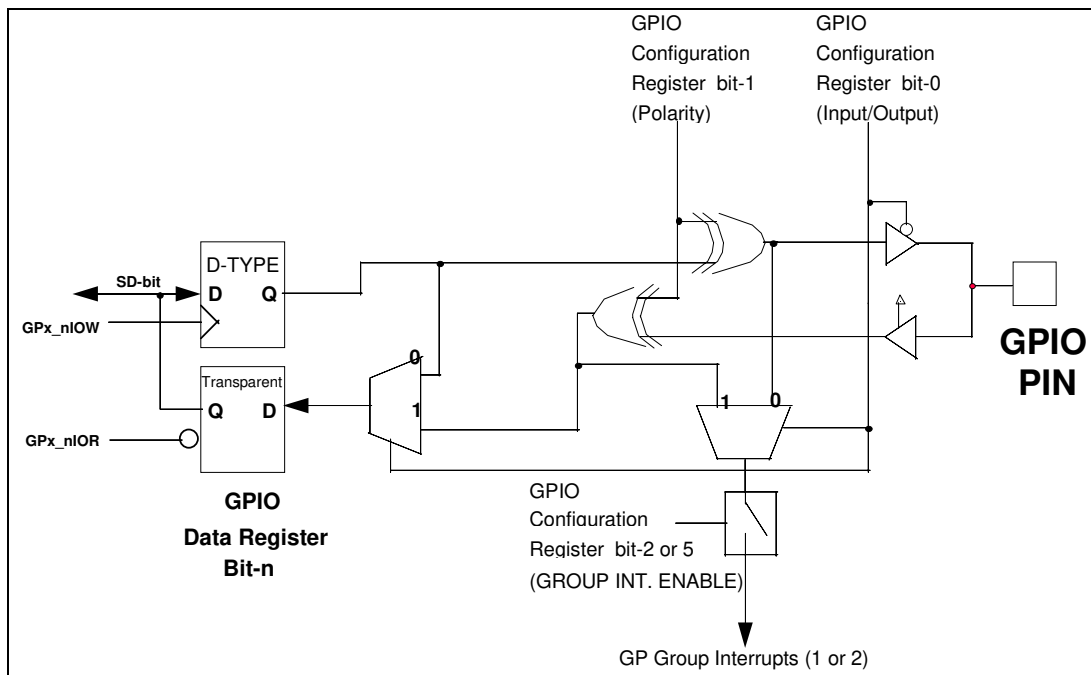 GPIO
Configuration
Register bit-1
(Polarity)
GPIO
Configuration
Register bit-0
(Input/Output)
D-TYPE
SD-bit
D Q
GPx_nIOW
Transparent
Q D
GPx_nIOR
0
1
1 0
GPIO
PIN
GPIO
Data Register
Bit-n
GPIO
Configuration
Register bit-2 or 5
(GROUP INT. ENABLE)
GP Group Interrupts (1 or 2)